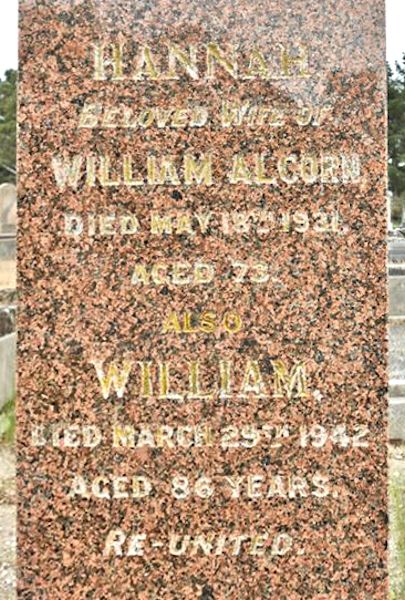 HANNAH.
BELOVED WIFE OF
WILLIAM ALCORN
DIED MAY 18TH 1931.
AGED 73.
ALSO
WILLIAM,
DIED MARCH 29TH 1942
AGED 86 YEARS.
RE-UNITED.